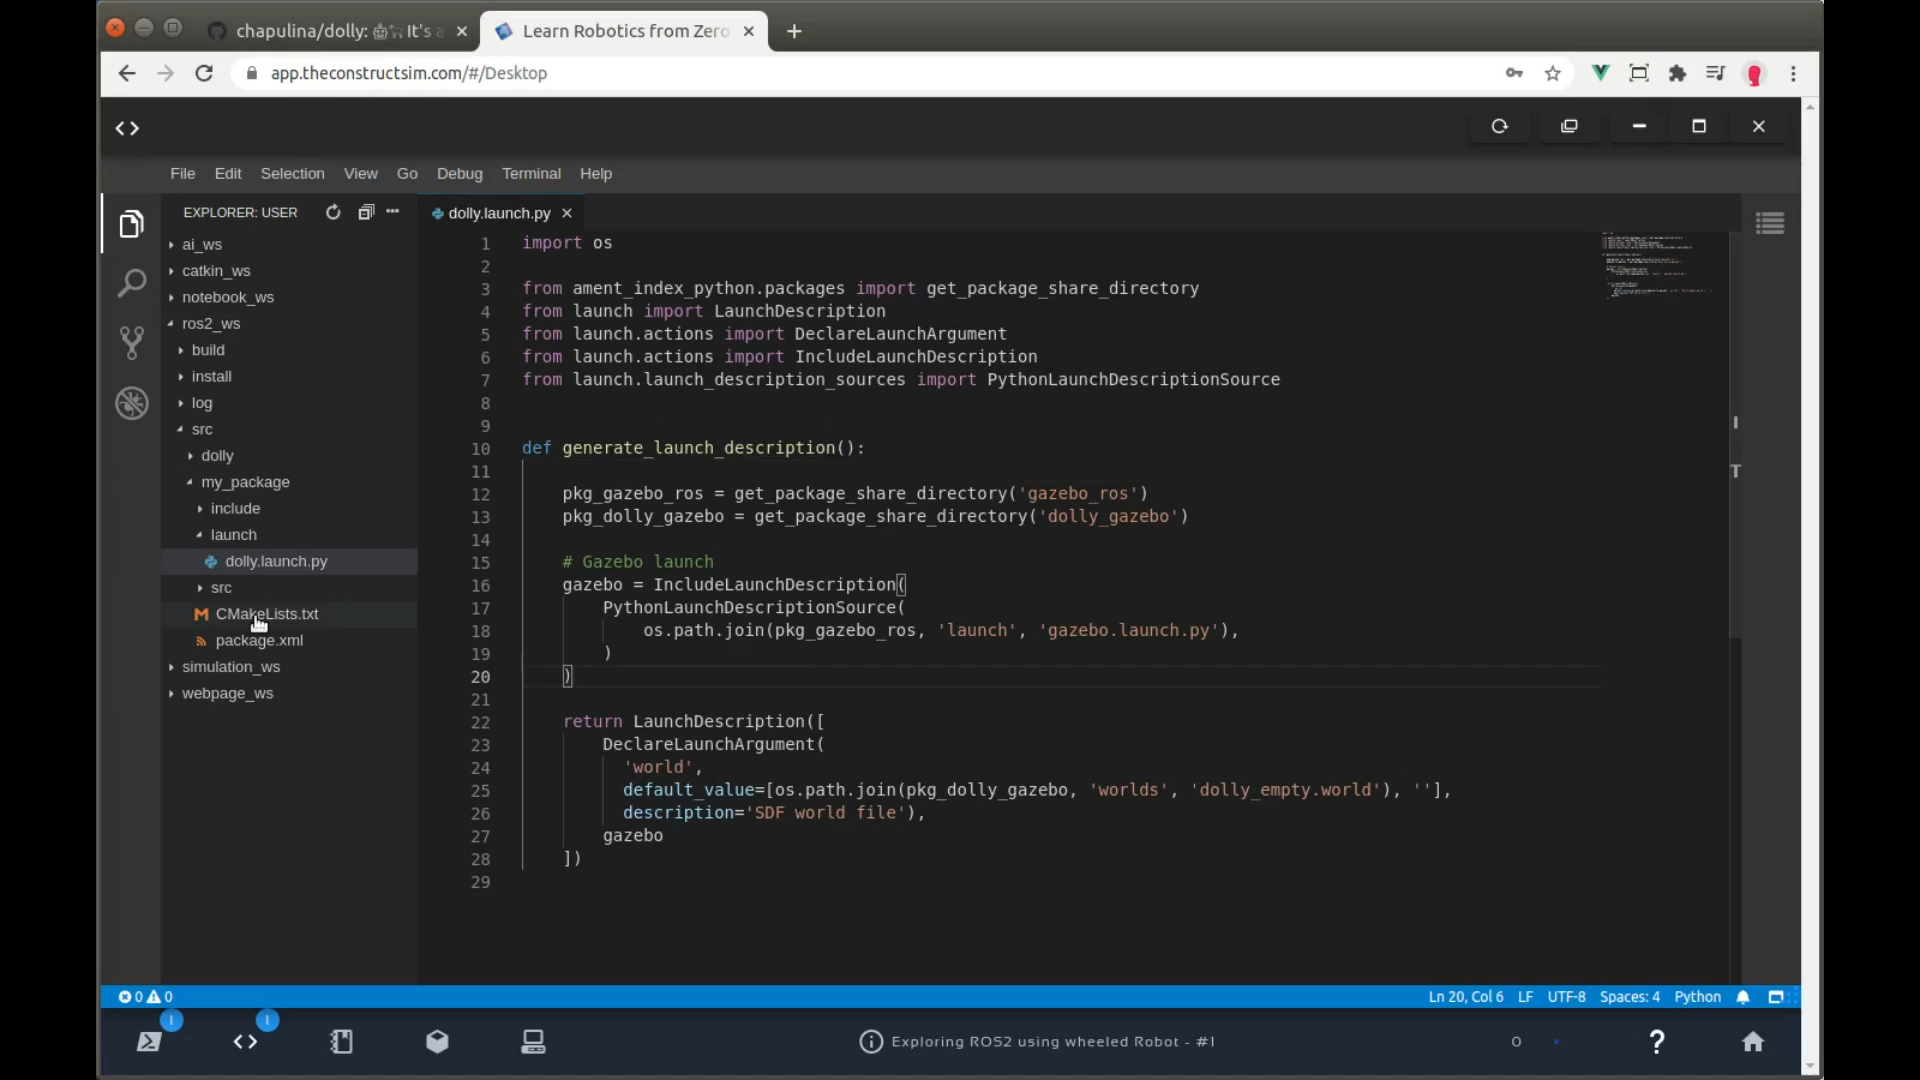 chapulina/dolly: 🤖🐑 It's a
Learn Robotics from Zero
app.theconstructsim.com/#/Desktop
File Edit Selection View Go Debug Terminal Help
EXPLORER: USER
dolly.launch.py
ai_ws
catkin_ws
notebook_ws
ros2_ws
build
install
log
src
dolly
my_package
include
launch
dolly.launch.py
src
CMakeLists.txt
package.xml
simulation_ws
webpage_ws
1 import os
2
3 from ament_index_python.packages import get_package_share_directory
4 from launch import LaunchDescription
5 from launch.actions import DeclareLaunchArgument
6 from launch.actions import IncludeLaunchDescription
7 from launch.launch_description_sources import PythonLaunchDescriptionSource
8
9
10 def generate_launch_description():
11
12 pkg_gazebo_ros = get_package_share_directory('gazebo_ros')
13 pkg_dolly_gazebo = get_package_share_directory('dolly_gazebo')
14
15 # Gazebo launch
16 gazebo = IncludeLaunchDescription(
17 PythonLaunchDescriptionSource(
18 os.path.join(pkg_gazebo_ros, 'launch', 'gazebo.launch.py'),
19 )
20 )
21
22 return LaunchDescription([
23 DeclareLaunchArgument(
24 'world',
25 default_value=[os.path.join(pkg_dolly_gazebo, 'worlds', 'dolly_empty.world'), ''],
26 description='SDF world file'),
27 gazebo
28 ])
29
0 0
Ln 20, Col 6 LF UTF-8 Spaces: 4 Python
Exploring ROS2 using wheeled Robot - #1